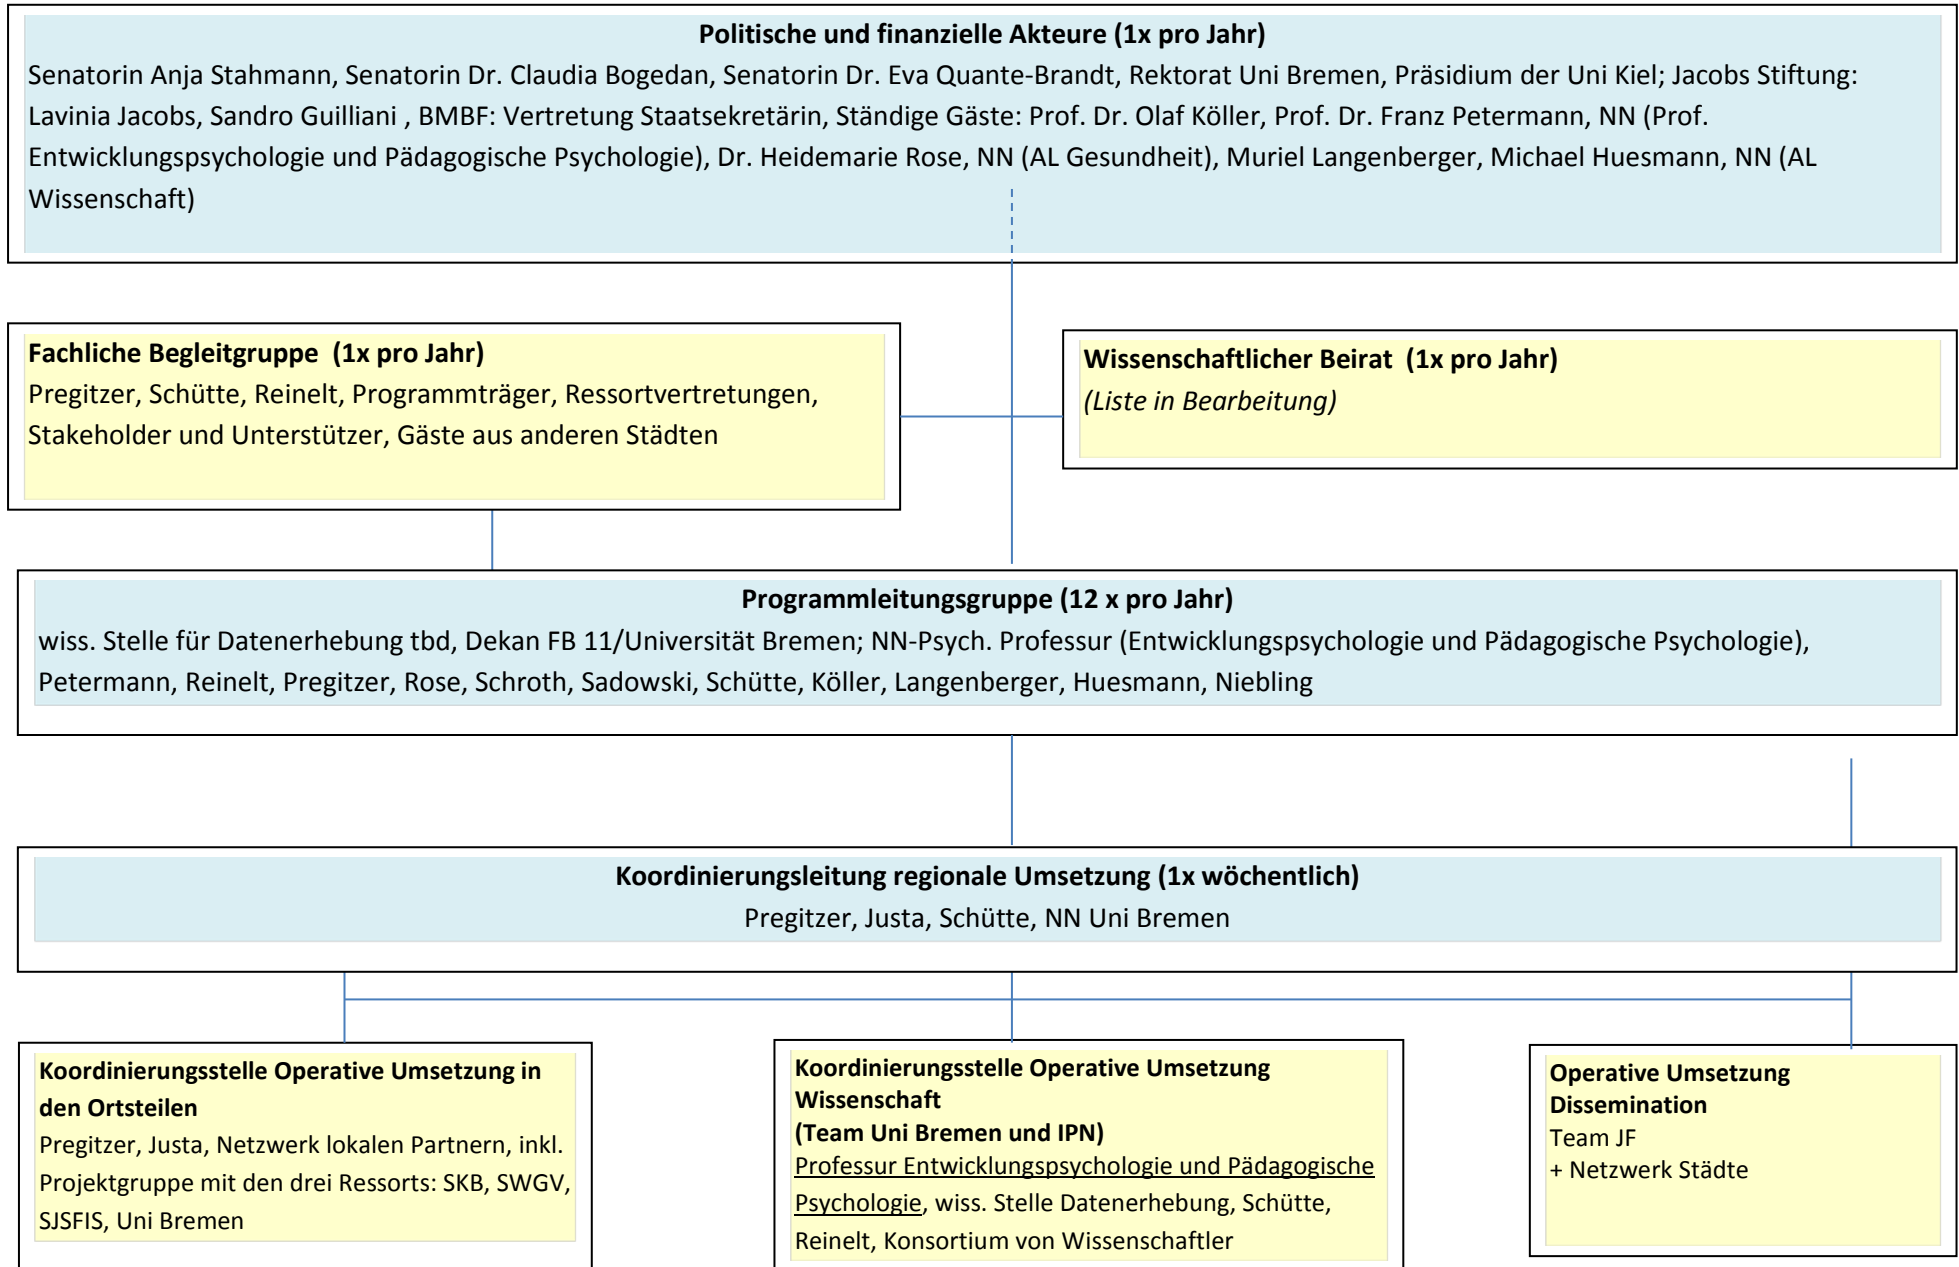 Politische und finanzielle Akteure (1x pro Jahr)
Senatorin Anja Stahmann, Senatorin Dr. Claudia Bogedan, Senatorin Dr. Eva Quante-Brandt, Rektorat Uni Bremen, Präsidium der Uni Kiel; Jacobs Stiftung:
Lavinia Jacobs, Sandro Guilliani , BMBF: Vertretung Staatsekretärin, Ständige Gäste: Prof. Dr. Olaf Köller, Prof. Dr. Franz Petermann, NN (Prof.
Entwicklungspsychologie und Pädagogische Psychologie), Dr. Heidemarie Rose, NN (AL Gesundheit), Muriel Langenberger, Michael Huesmann, NN (AL
Wissenschaft)
Fachliche Begleitgruppe (1x pro Jahr)
Pregitzer, Schütte, Reinelt, Programmträger, Ressortvertretungen,
Stakeholder und Unterstützer, Gäste aus anderen Städten
Wissenschaftlicher Beirat (1x pro Jahr)
(Liste in Bearbeitung)
Programmleitungsgruppe (12 x pro Jahr)
wiss. Stelle für Datenerhebung tbd, Dekan FB 11/Universität Bremen; NN-Psych. Professur (Entwicklungspsychologie und Pädagogische Psychologie),
Petermann, Reinelt, Pregitzer, Rose, Schroth, Sadowski, Schütte, Köller, Langenberger, Huesmann, Niebling
Koordinierungsleitung regionale Umsetzung (1x wöchentlich)
Pregitzer, Justa, Schütte, NN Uni Bremen
Koordinierungsstelle Operative Umsetzung in
den Ortsteilen
Pregitzer, Justa, Netzwerk lokalen Partnern, inkl.
Projektgruppe mit den drei Ressorts: SKB, SWGV,
SJSFIS, Uni Bremen
Koordinierungsstelle Operative Umsetzung
Wissenschaft
(Team Uni Bremen und IPN)
Professur Entwicklungspsychologie und Pädagogische
Psychologie, wiss. Stelle Datenerhebung, Schütte,
Reinelt, Konsortium von Wissenschaftler
Operative Umsetzung
Dissemination
Team JF
+ Netzwerk Städte